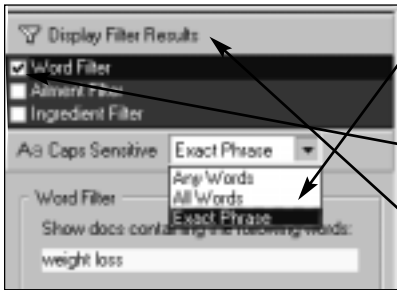 Display Filter Results
Word Filter
Ailment Filter
Ingredient Filter
Aa Caps Sensitive Exact Phrase
Any Words
All Words
Exact Phrase
Word Filter
Show docs containing the following words:
weight loss